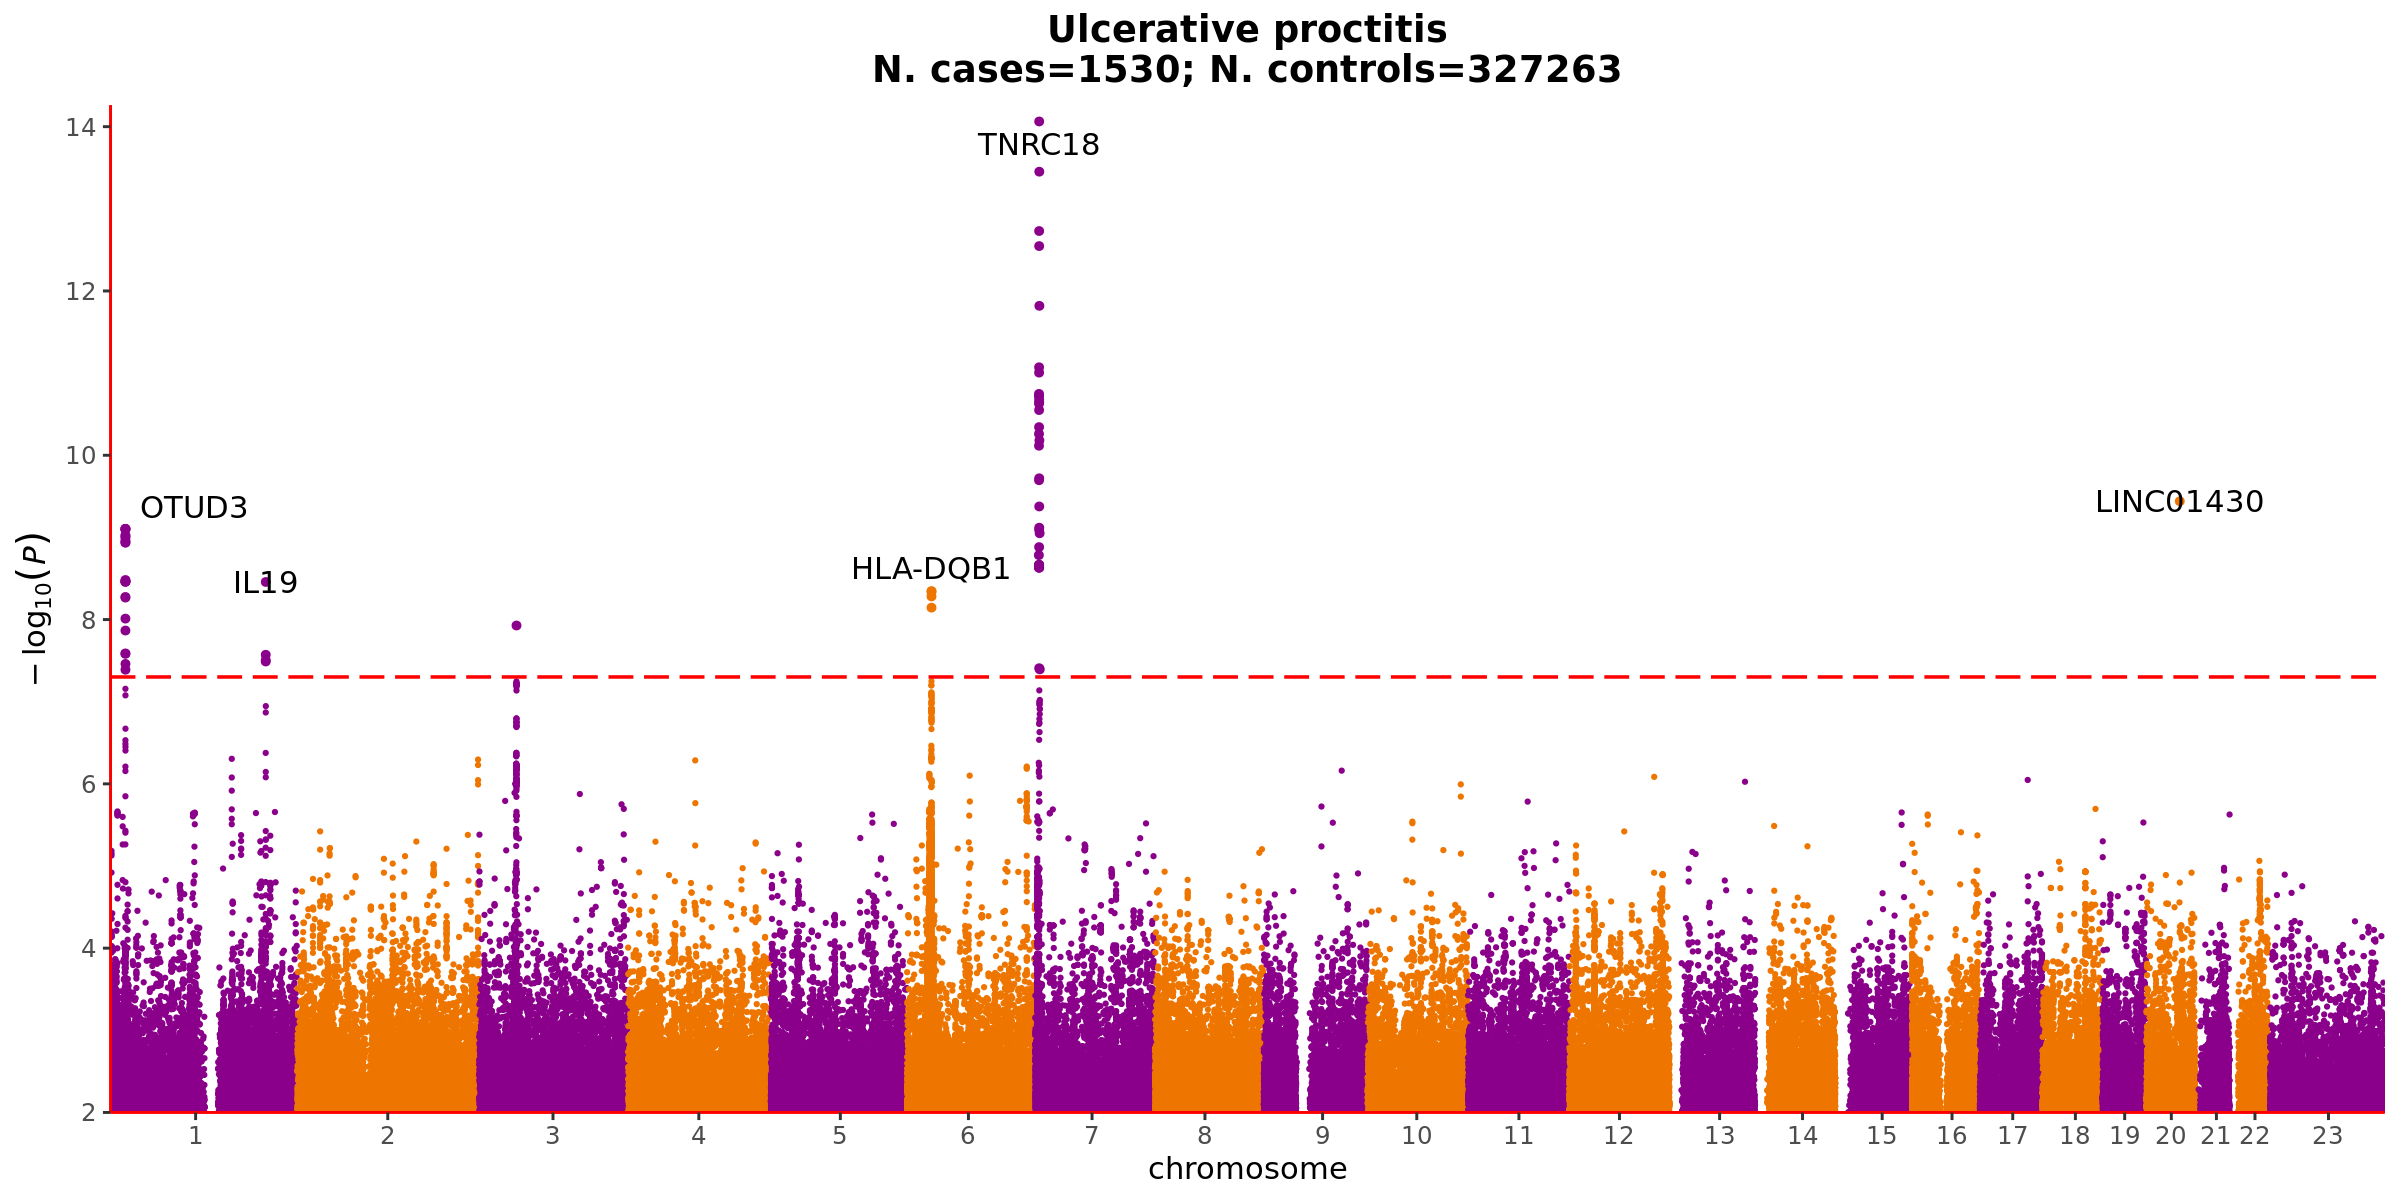 Ulcerative proctitis
N. cases=1530; N. controls=327263
14
TNRC18
12
10
OTUD3
LINC01430
IL19
HLA-DQB1
8
6
4
2
−log₁₀(P)
1 2 3 4 5 6 7 8 9 10 11 12 13 14 15 16 17 18 19 20 21 22 23
chromosome